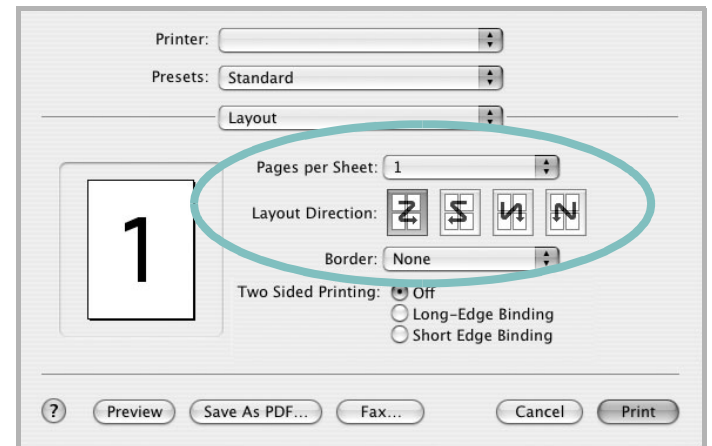 Printer:
Presets: Standard
Layout
Pages per Sheet: 1
Layout Direction:
Border: None
1
Two Sided Printing: Off
Long-Edge Binding
Short Edge Binding
? Preview Save As PDF... Fax... Cancel Print